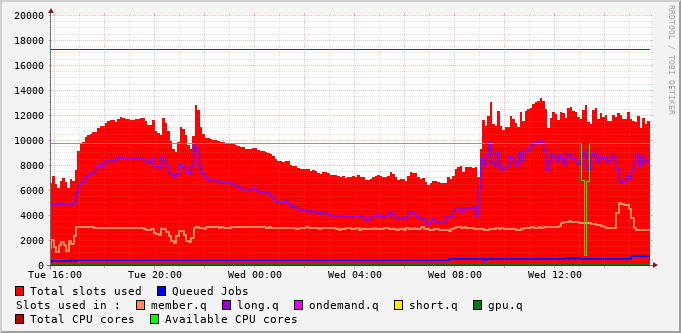 20000
18000
16000
14000
12000
10000
8000
6000
4000
2000
0
Tue 16:00 Tue 20:00 Wed 00:00 Wed 04:00 Wed 08:00 Wed 12:00
RRDTOOL / TOBI OETIKER
Total slots used Queued Jobs
Slots used in : member.q long.q ondemand.q short.q gpu.q
Total CPU cores Available CPU cores